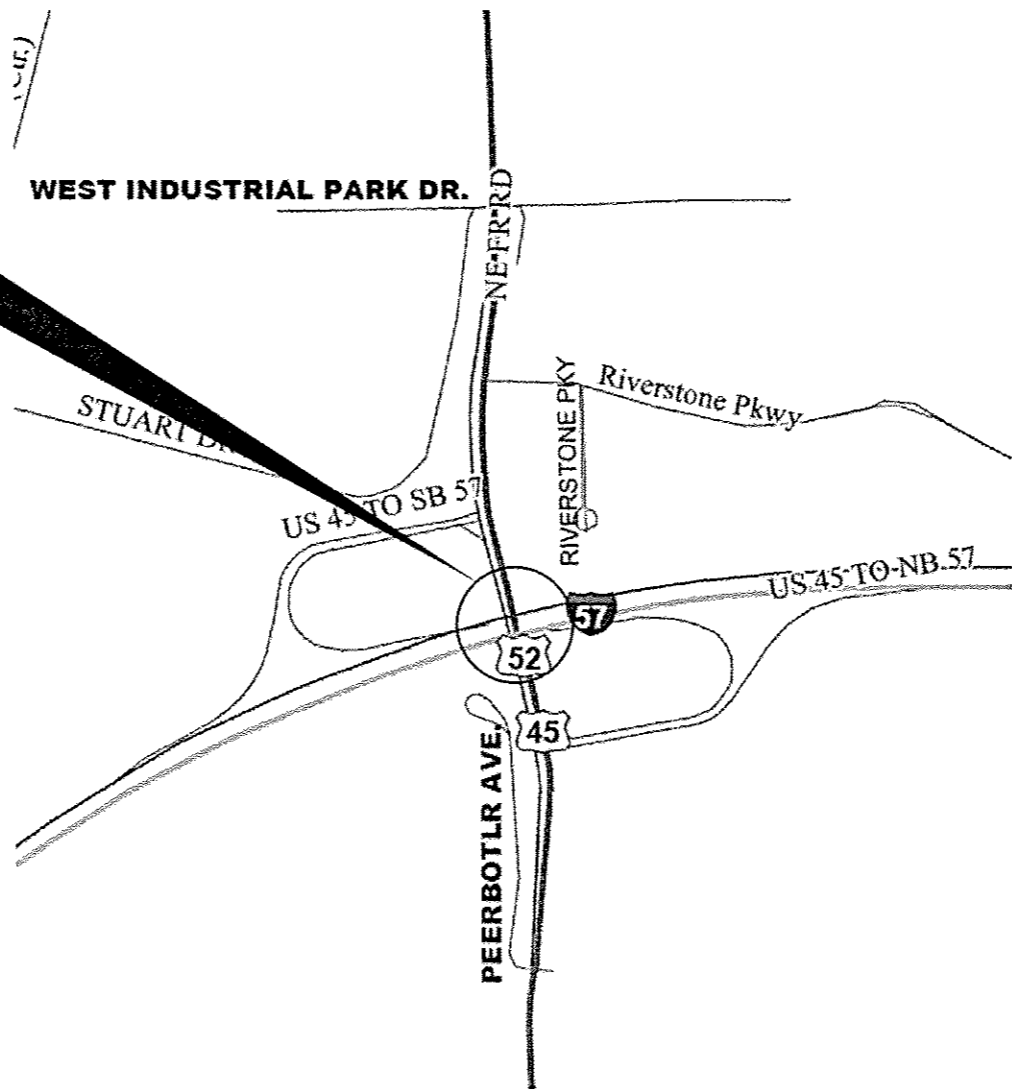 WEST INDUSTRIAL PARK DR.
NE FR RD
STUART
Riverstone Pkwy
RIVERSTONE PKY
US 45 TO SB 57
US 45 TO NB 57
57
52
45
PEERBOTLR AVE.